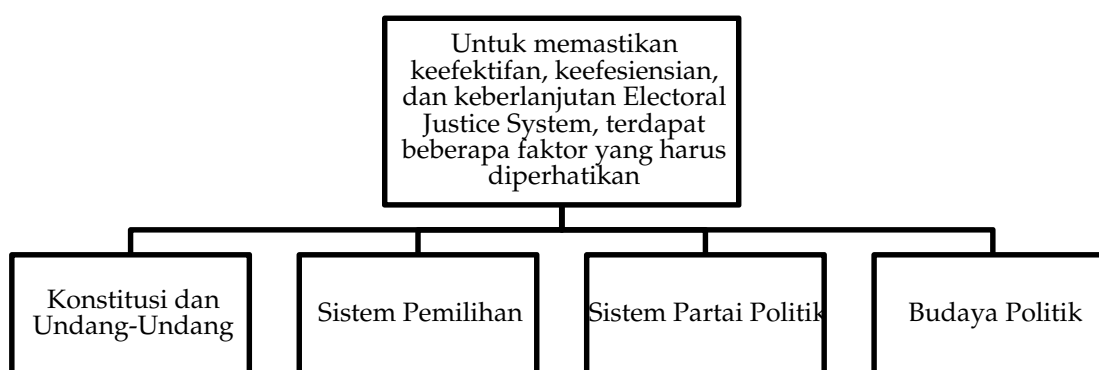 Untuk memastikan
keefektifan, keefesiensian,
dan keberlanjutan Electoral
Justice System, terdapat
beberapa faktor yang harus
diperhatikan
Konstitusi dan
Undang-Undang
Sistem Pemilihan
Sistem Partai Politik
Budaya Politik